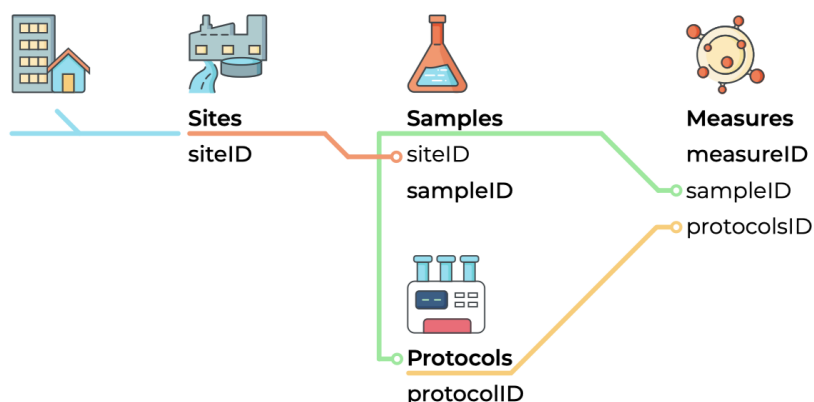 Sites
siteID
Samples
siteID
sampleID
Measures
measureID
sampleID
protocolsID
Protocols
protocolID